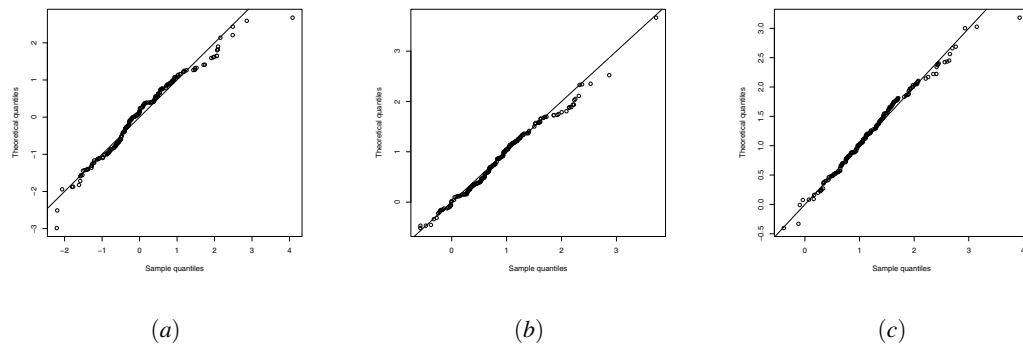 2
1
0
-1
-2
-3
Theoretical quantiles
-2 -1 0 1 2 3 4
Sample quantiles
(a)
3
2
1
0
Theoretical quantiles
0 1 2 3
Sample quantiles
(b)
3.0
2.5
2.0
1.5
1.0
0.5
0.0
-0.5
Theoretical quantiles
0 1 2 3 4
Sample quantiles
(c)